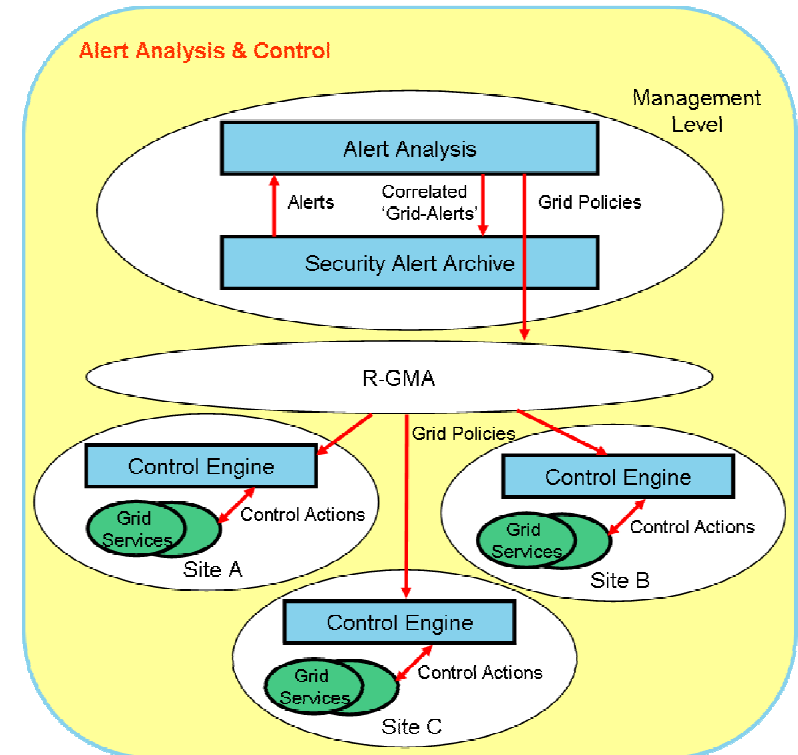 Alert Analysis & Control
Management
Level
Alert Analysis
Alerts
Correlated
'Grid-Alerts'
Grid Policies
Security Alert Archive
R-GMA
Grid Policies
Control Engine
Grid
Services
Control Actions
Site A
Control Engine
Grid
Services
Control Actions
Site B
Control Engine
Grid
Services
Control Actions
Site C